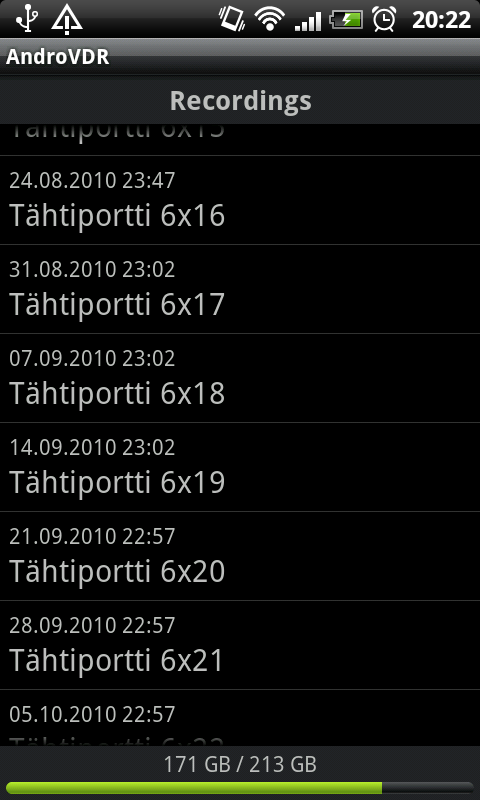 20:22
AndroVDR
Recordings
Tähtiportti 6x15
24.08.2010 23:47
Tähtiportti 6x16
31.08.2010 23:02
Tähtiportti 6x17
07.09.2010 23:02
Tähtiportti 6x18
14.09.2010 23:02
Tähtiportti 6x19
21.09.2010 22:57
Tähtiportti 6x20
28.09.2010 22:57
Tähtiportti 6x21
05.10.2010 22:57
Tähtiportti 6x22
171 GB / 213 GB